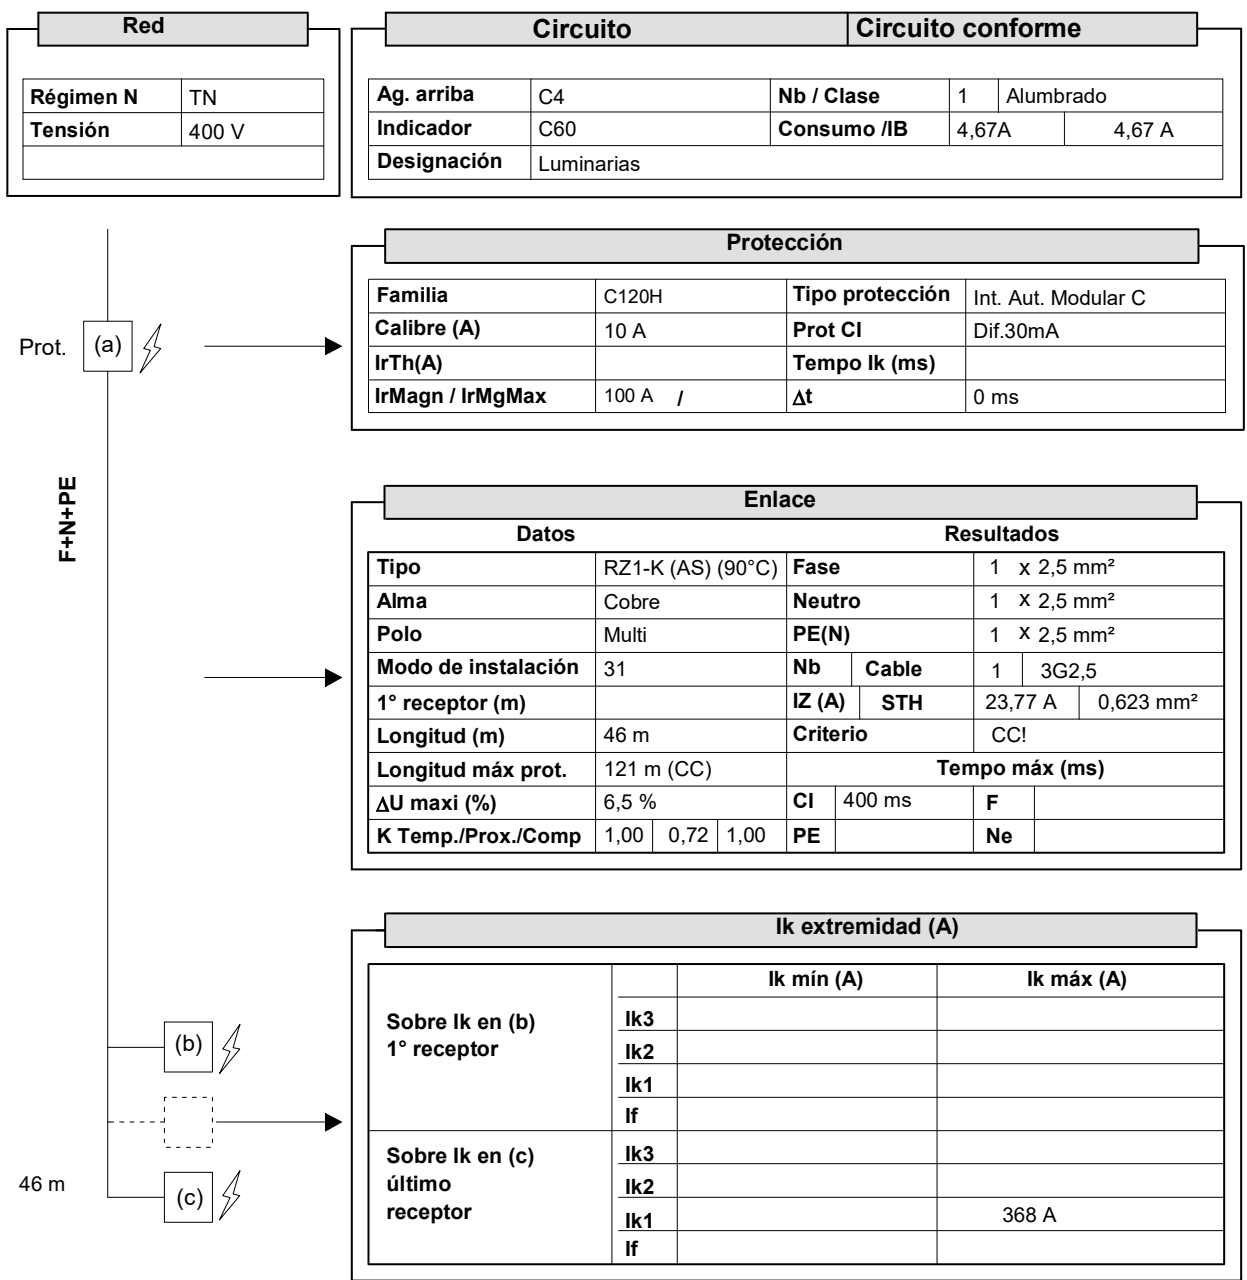 Red
Régimen N TN
Tensión 400 V
Circuito Circuito conforme
Ag. arriba C4 Nb / Clase 1 Alumbrado
Indicador C60 Consumo /IB 4,67A 4,67 A
Designación Luminarias
Protección
Familia C120H Tipo protección Int. Aut. Modular C
Calibre (A) 10 A Prot CI Dif.30mA
IrTh(A) Tempo Ik (ms)
IrMagn / IrMgMax 100 A / Δt 0 ms
Prot. (a)
F+N+PE
Enlace
Datos Resultados
Tipo RZ1-K (AS) (90°C) Fase 1 x 2,5 mm²
Alma Cobre Neutro 1 x 2,5 mm²
Polo Multi PE(N) 1 x 2,5 mm²
Modo de instalación 31 Nb Cable 1 3G2,5
1° receptor (m) IZ (A) STH 23,77 A 0,623 mm²
Longitud (m) 46 m Criterio CC!
Longitud máx prot. 121 m (CC) Tempo máx (ms)
ΔU maxi (%) 6,5 % CI 400 ms F
K Temp./Prox./Comp 1,00 0,72 1,00 PE Ne
Ik extremidad (A)
Ik mín (A) Ik máx (A)
Sobre Ik en (b)
1° receptor
Ik3
Ik2
Ik1
If
Sobre Ik en (c)
último
receptor
Ik3
Ik2
Ik1 368 A
If
(b)
46 m (c)